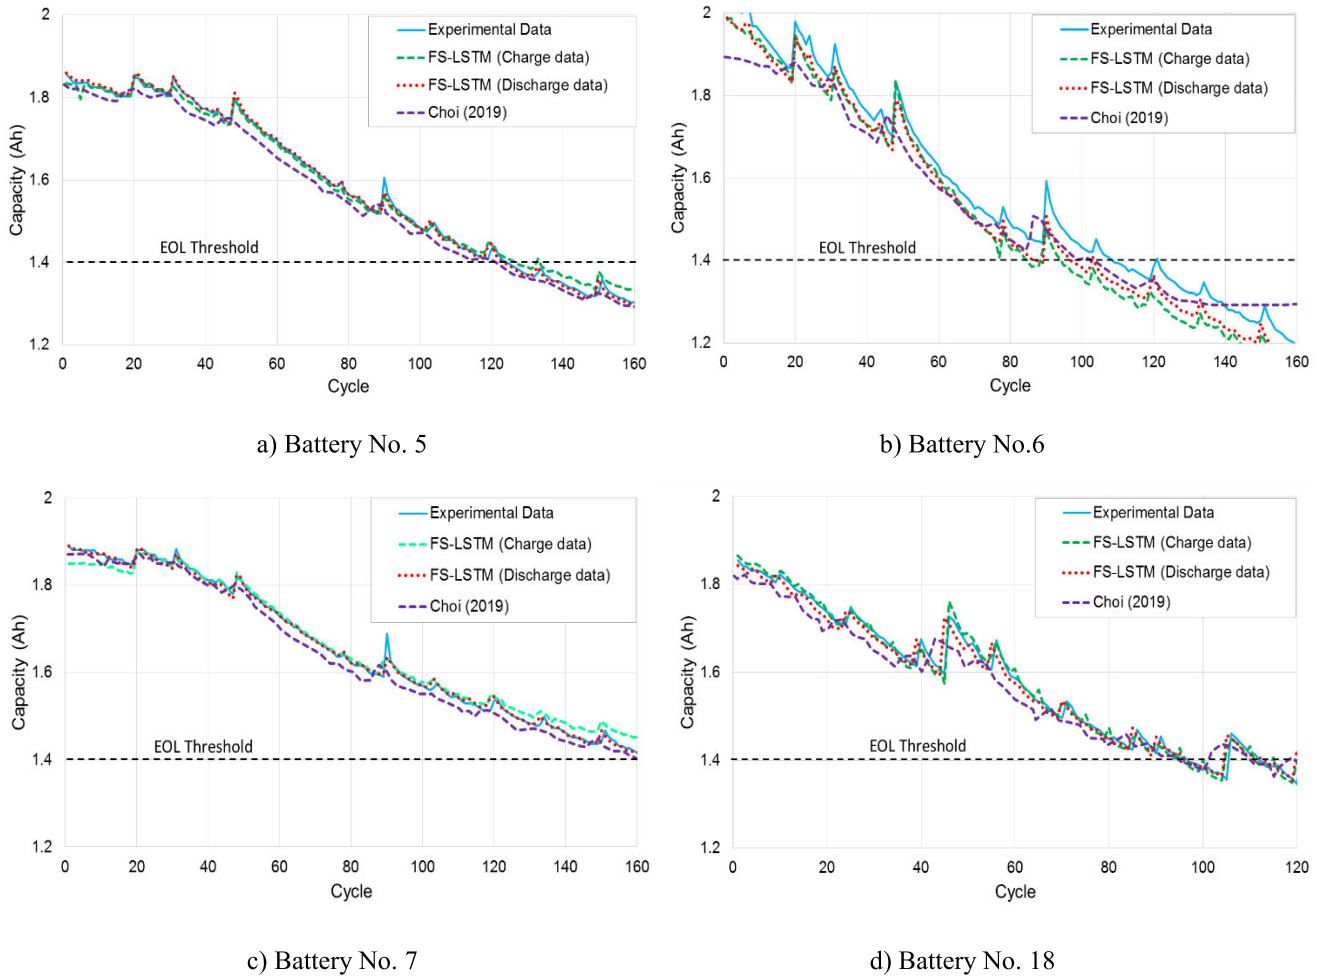 2
1.8
1.6
1.4
1.2
Capacity (Ah)
Experimental Data
FS-LSTM (Charge data)
FS-LSTM (Discharge data)
Choi (2019)
EOL Threshold
0 20 40 60 80 100 120 140 160
Cycle
a) Battery No. 5
2
1.8
1.6
1.4
1.2
Capacity (Ah)
Experimental Data
FS-LSTM (Charge data)
FS-LSTM (Discharge data)
Choi (2019)
EOL Threshold
0 20 40 60 80 100 120 140 160
Cycle
b) Battery No.6
2
1.8
1.6
1.4
1.2
Capacity (Ah)
Experimental Data
FS-LSTM (Charge data)
FS-LSTM (Discharge data)
Choi (2019)
EOL Threshold
0 20 40 60 80 100 120 140 160
Cycle
c) Battery No. 7
2
1.8
1.6
1.4
1.2
Capacity (Ah)
Experimental Data
FS-LSTM (Charge data)
FS-LSTM (Discharge data)
Choi (2019)
EOL Threshold
0 20 40 60 80 100 120
Cycle
d) Battery No. 18